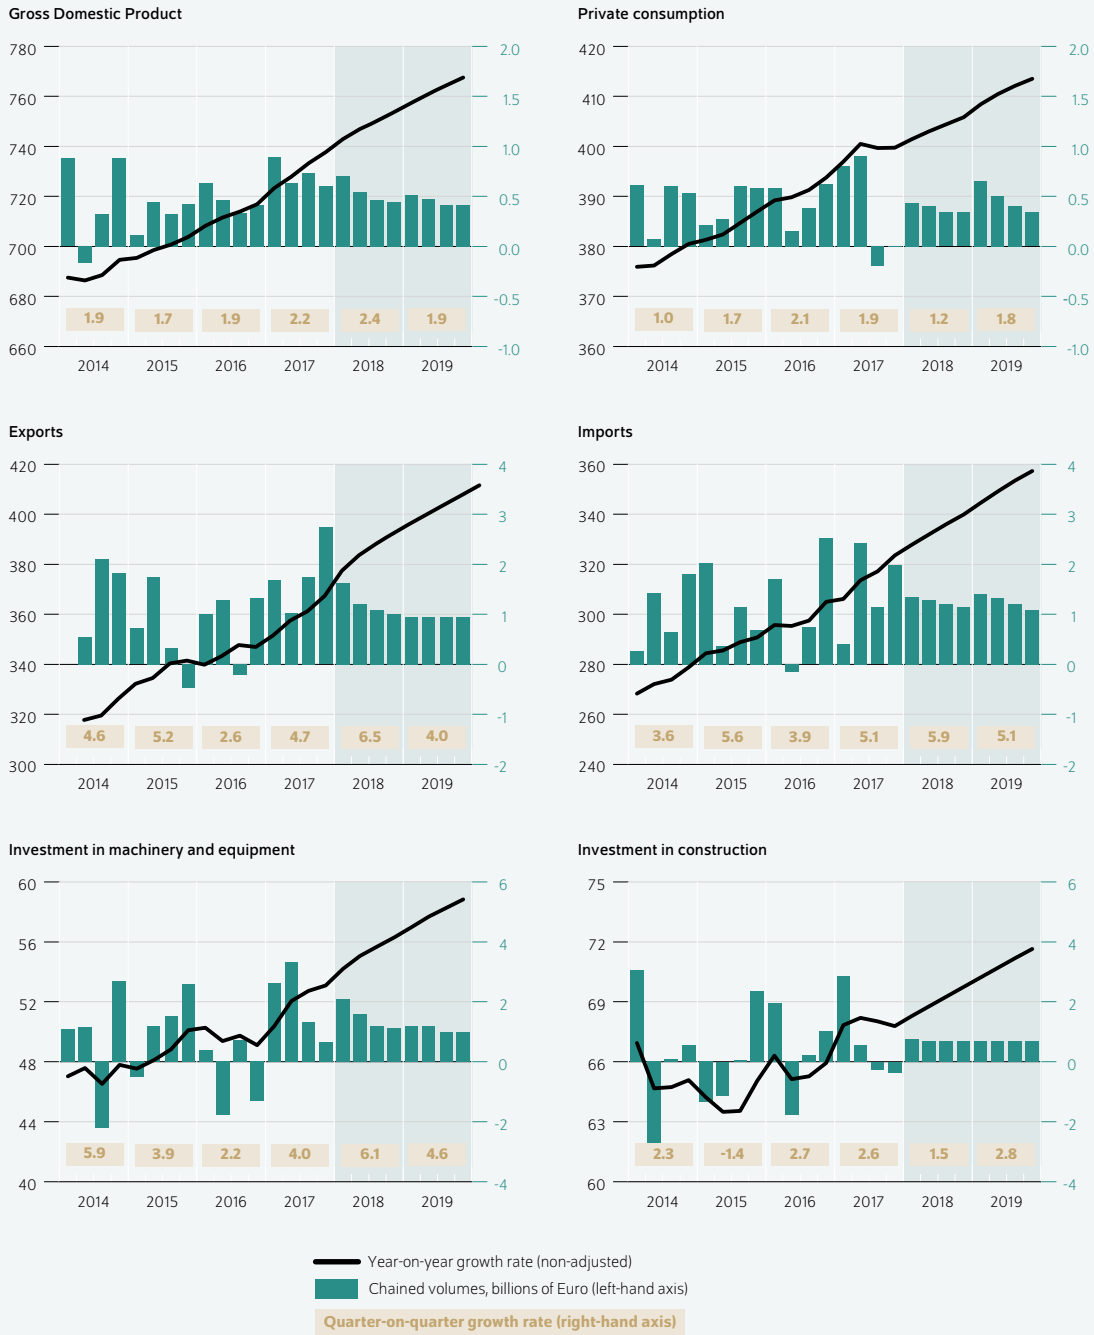 Gross Domestic Product
780 2.0
760 1.5
740 1.0
720 0.5
700 0.0
680 -0.5
1.9 1.7 1.9 2.2 2.4 1.9
660 -1.0
2014 2015 2016 2017 2018 2019
Private consumption
420 2.0
410 1.5
400 1.0
390 0.5
380 0.0
370 -0.5
1.0 1.7 2.1 1.9 1.2 1.8
360 -1.0
2014 2015 2016 2017 2018 2019
Exports
420 4
400 3
380 2
360 1
340 0
320 -1
4.6 5.2 2.6 4.7 6.5 4.0
300 -2
2014 2015 2016 2017 2018 2019
Imports
360 4
340 3
320 2
300 1
280 0
260 -1
3.6 5.6 3.9 5.1 5.9 5.1
240 -2
2014 2015 2016 2017 2018 2019
Investment in machinery and equipment
60 6
56 4
52 2
48 0
44 -2
5.9 3.9 2.2 4.0 6.1 4.6
40 -4
2014 2015 2016 2017 2018 2019
Investment in construction
75 6
72 4
69 2
66 0
63 -2
2.3 -1.4 2.7 2.6 1.5 2.8
60 -4
2014 2015 2016 2017 2018 2019
Year-on-year growth rate (non-adjusted)
Chained volumes, billions of Euro (left-hand axis)
Quarter-on-quarter growth rate (right-hand axis)